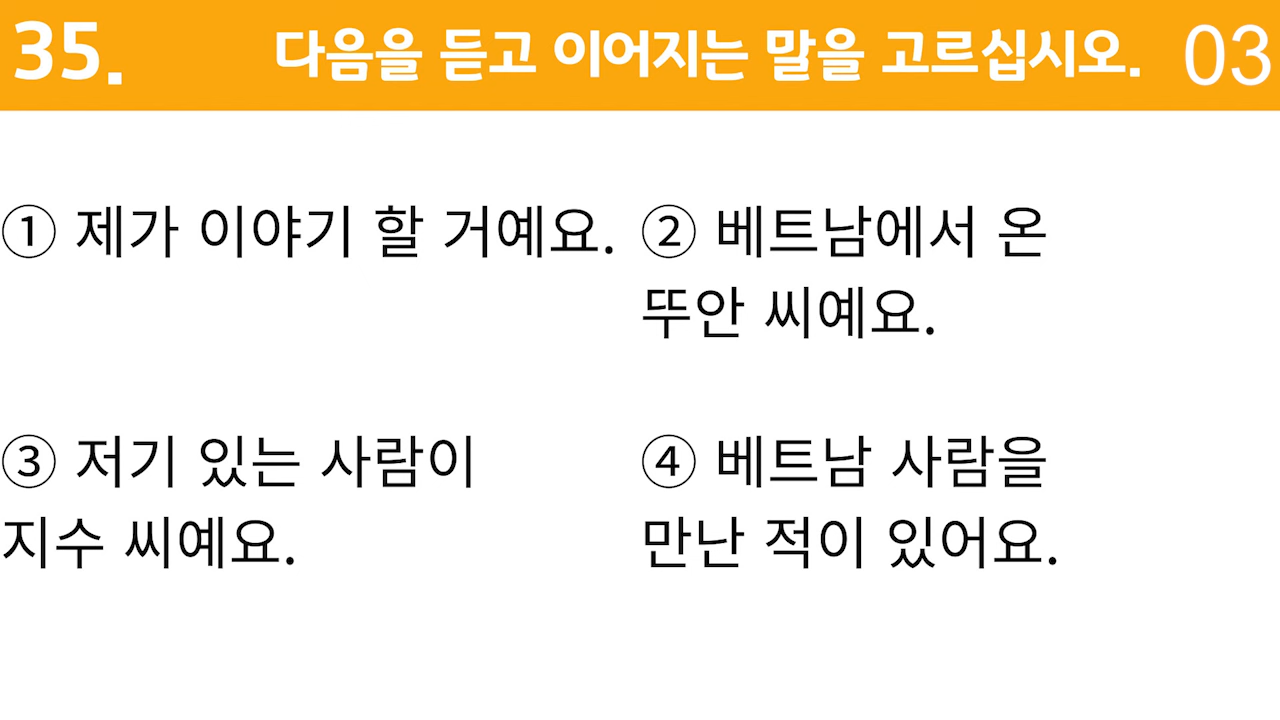 35. 다음을 듣고 이어지는 말을 고르십시오. 03
① 제가 이야기 할 거예요.
② 베트남에서 온
뚜안 씨예요.
③ 저기 있는 사람이
지수 씨예요.
④ 베트남 사람을
만난 적이 있어요.